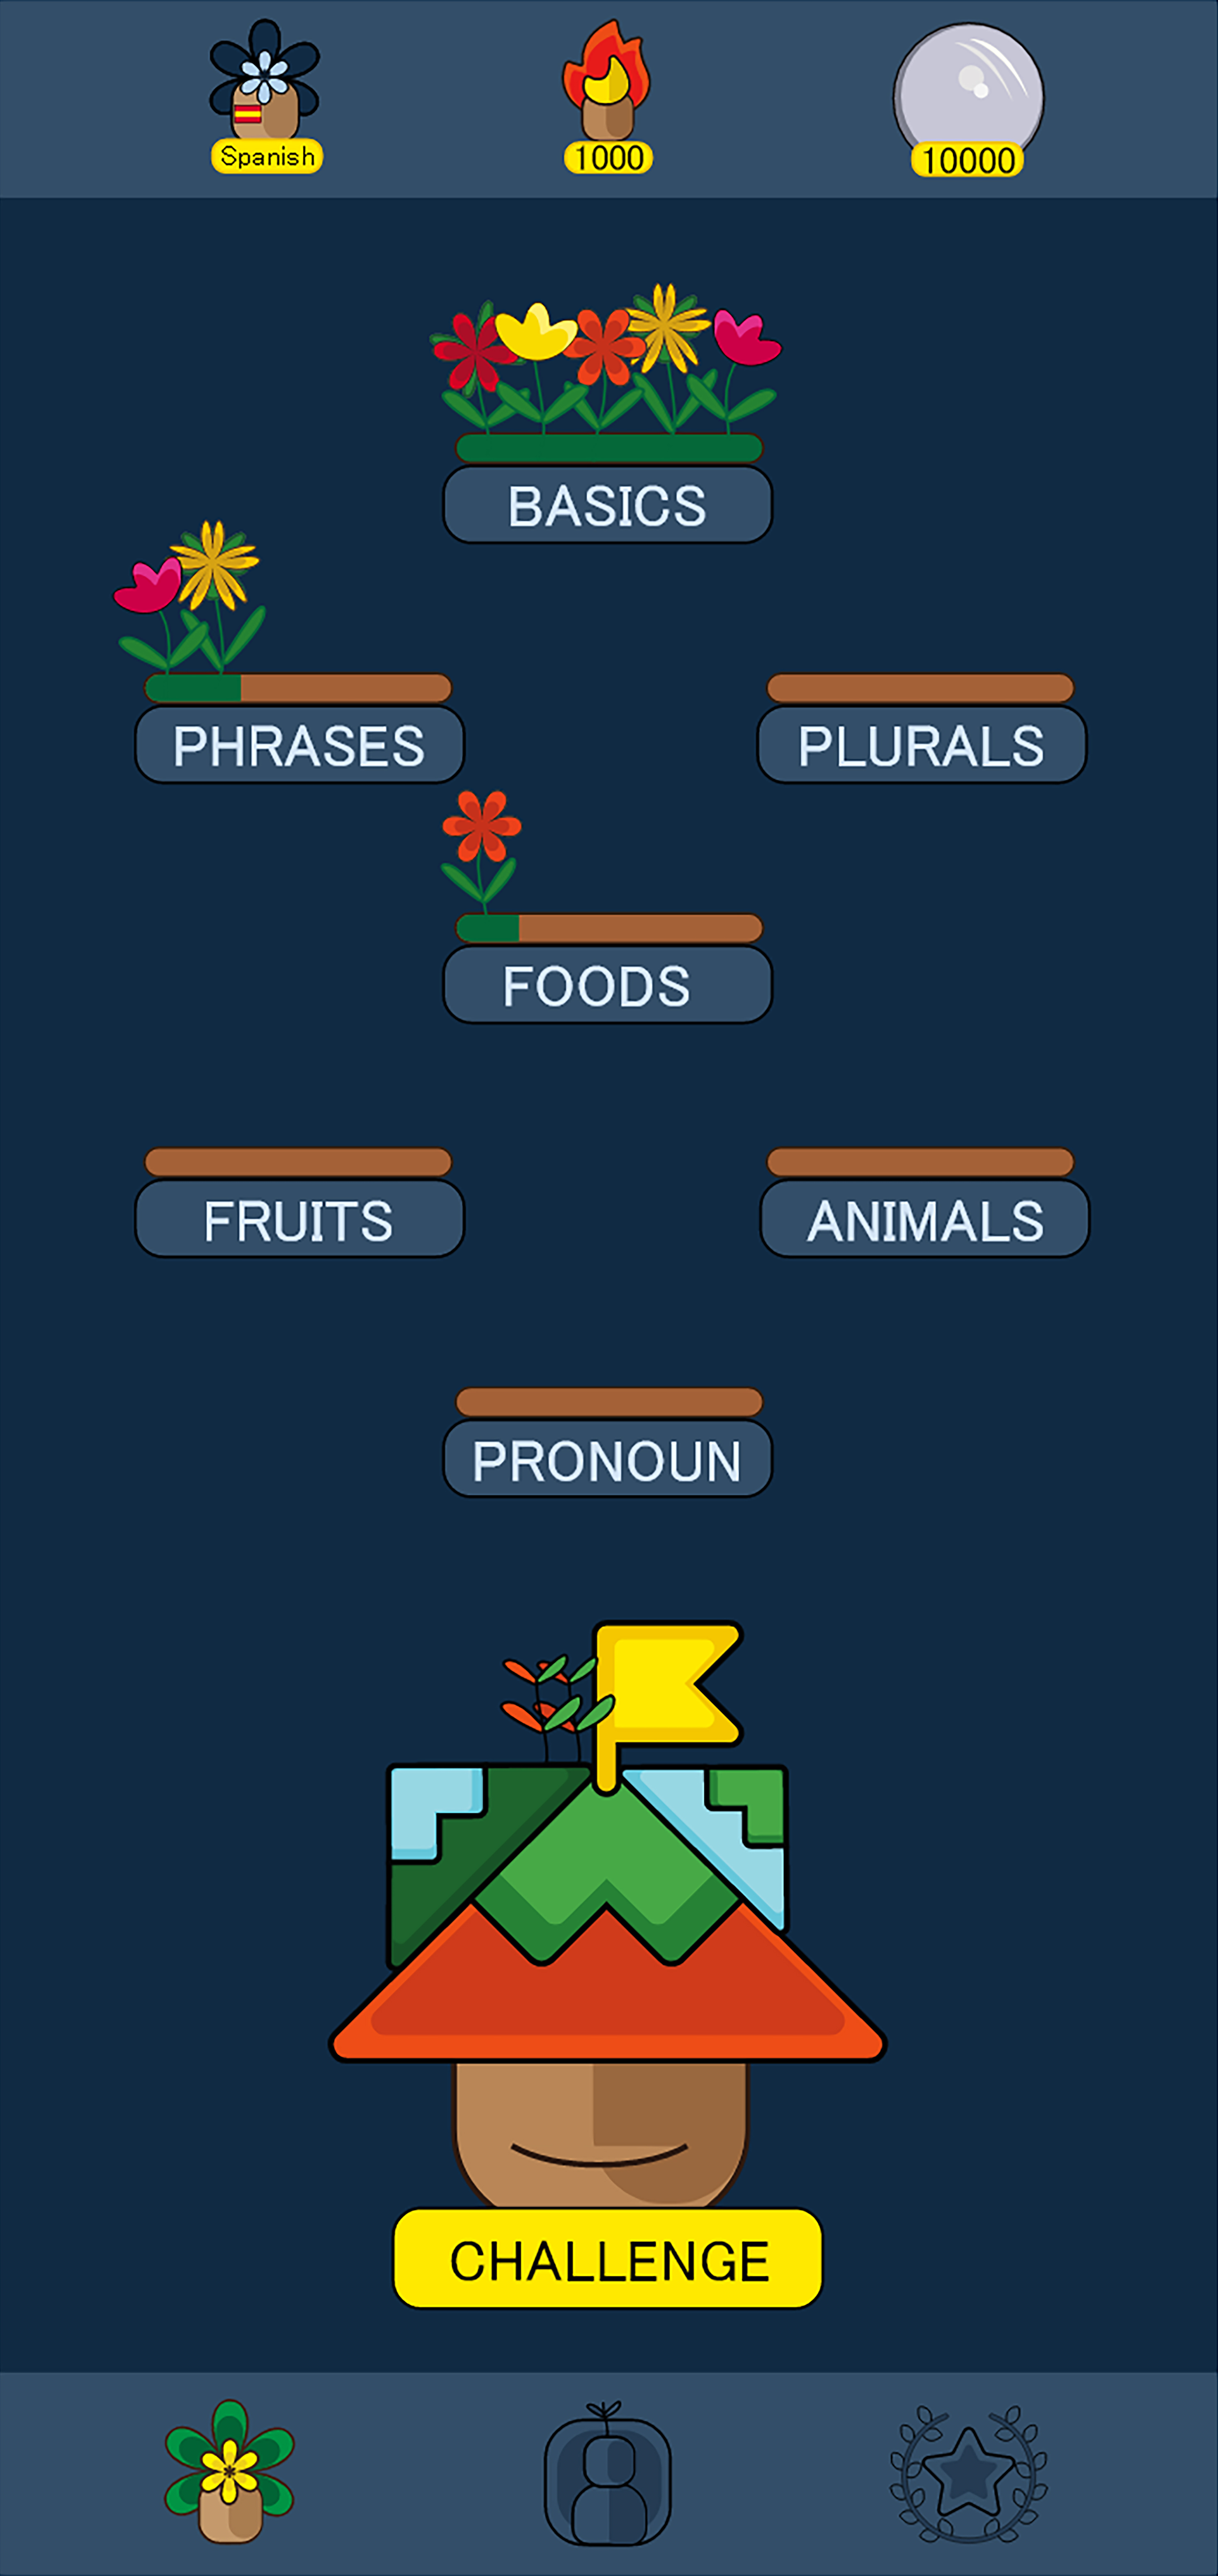 Spanish
1000
10000
BASICS
PHRASES
PLURALS
FOODS
FRUITS
ANIMALS
PRONOUN
CHALLENGE